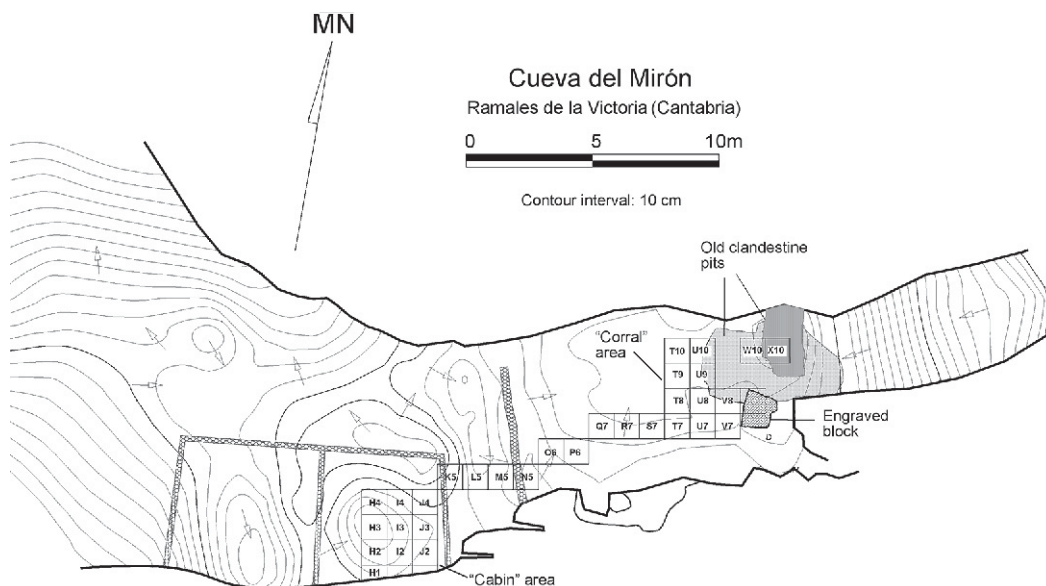 MN
Cueva del Mirón
Ramales de la Victoria (Cantabria)
0 5 10m
Contour interval: 10 cm
Old clandestine
pits
"Corral"
area
T10 U10 W10 X10
T9 U9
T8 U8 V8
Q7 R7 S7 T7 U7 V7
Engraved
block
O6 P6
K5 L5 M5 N5
H4 I4 J4
H3 I3 J3
H2 I2 J2
H1
"Cabin" area